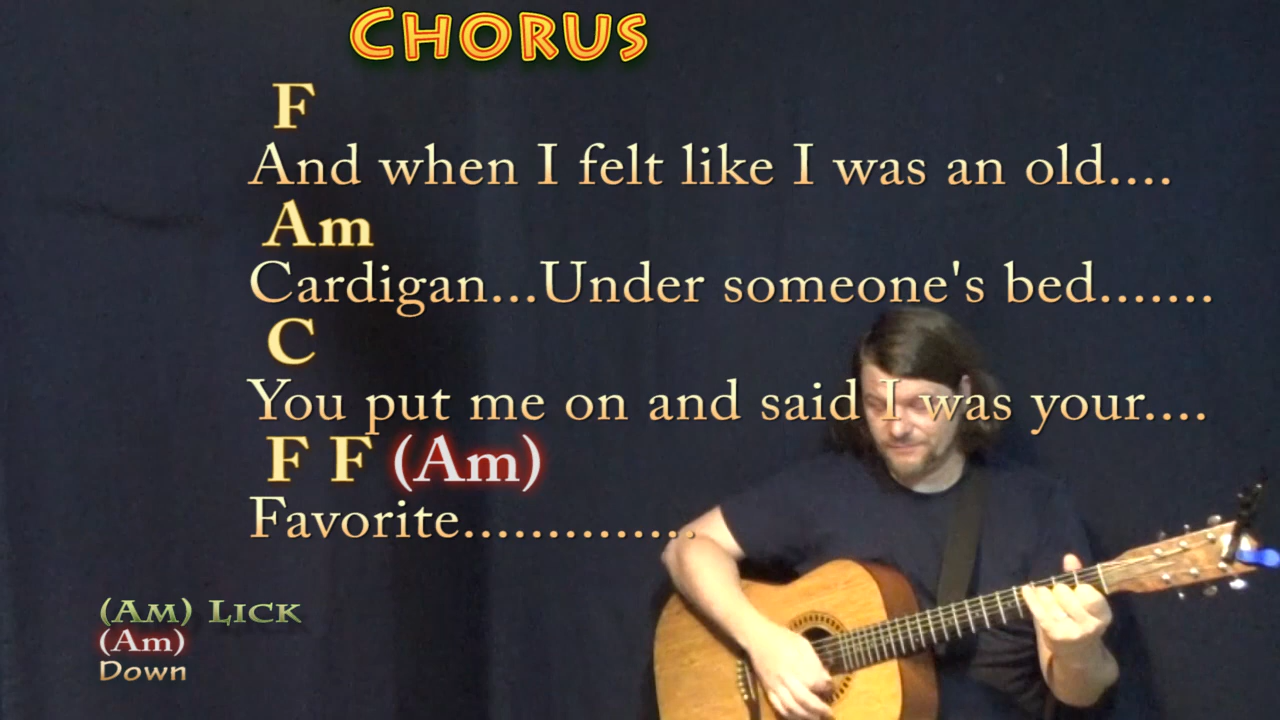 CHORUS
F
And when I felt like I was an old....
Am
Cardigan...Under someone's bed.......
C
You put me on and said I was your....
F F (Am)
Favorite..............
(AM) LICK
(Am)
Down